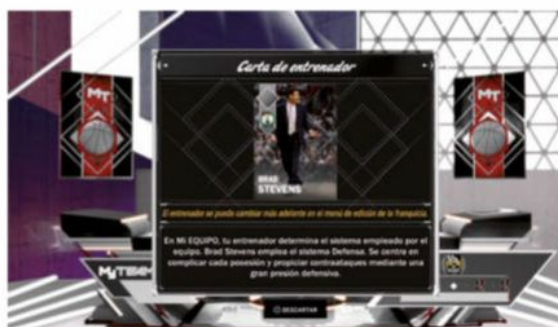 Carta de entrenador
MT
MT
BRAD
STEVENS
El entrenador se puede cambiar más adelante en el menú de edición de la franquicia.
En Mi EQUIPO, tu entrenador determina el sistema empleado por el
equipo. Brad Stevens emplea el sistema Defensa. Se centra en
complicar cada posesión y propiciar contraataques mediante una
gran presión defensiva.
MYTEAM
DESCARTAR